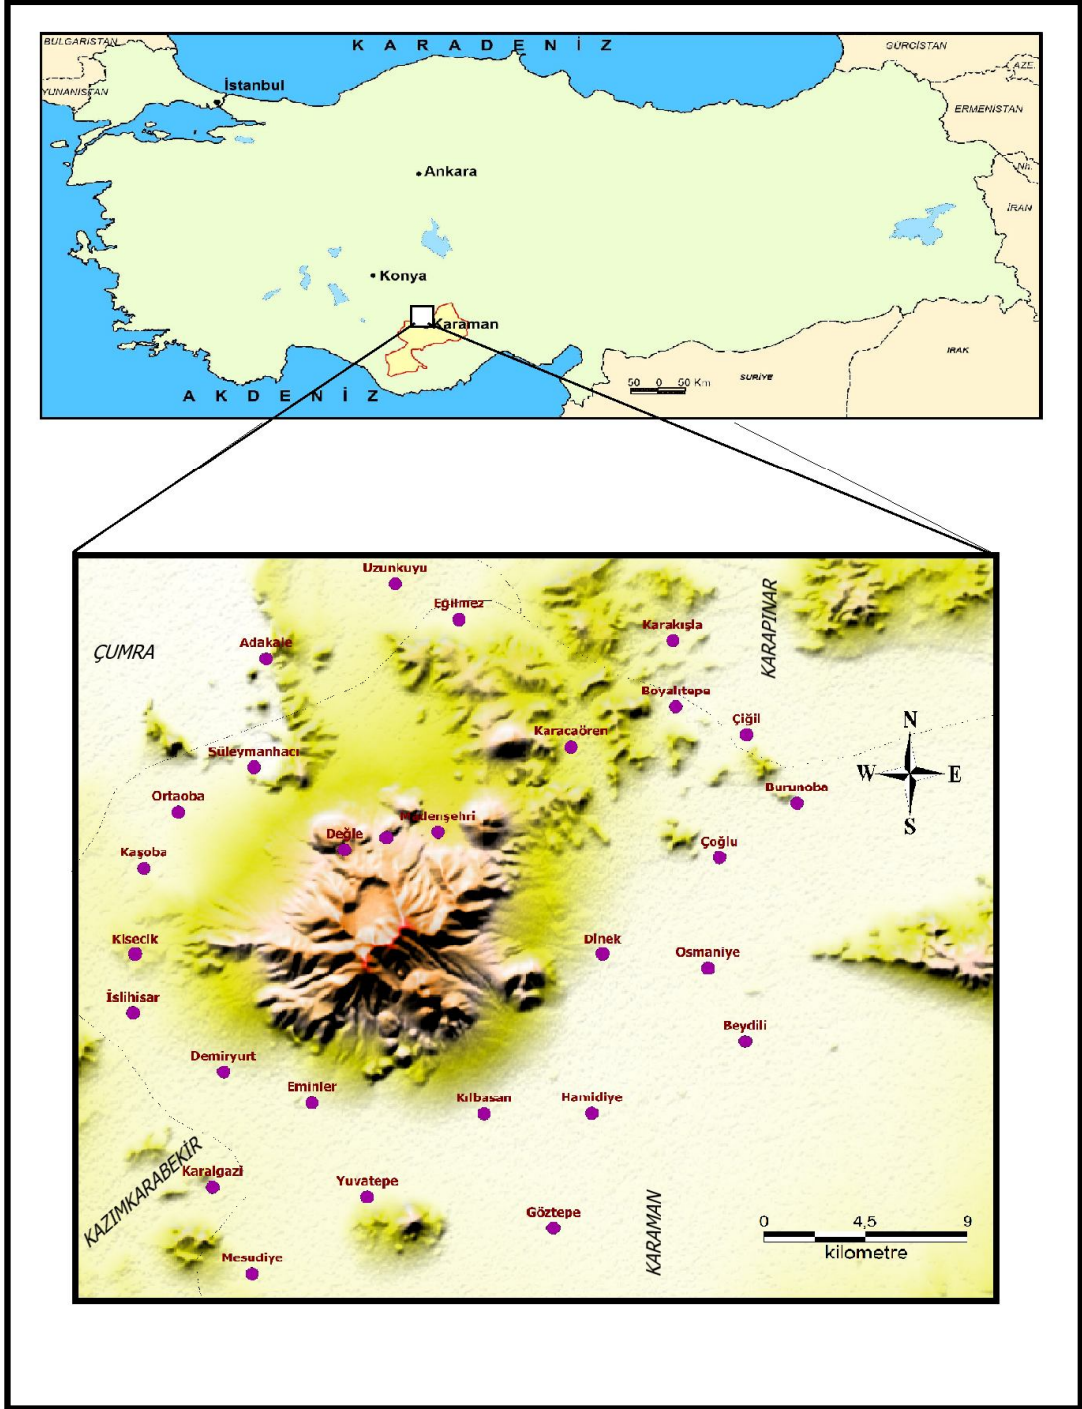 BULGARİSTAN
K A R A D E N İ Z
GÜRCİSTAN
AZE.
YUNANİSTAN
İstanbul
ERMENİSTAN
Ankara
Nh.
İRAN
Konya
Karaman
IRAK
SURİYE
50 0 50 Km
A K D E N İ Z
Uzunkuyu
Eğilmez
KARAPINAR
Karakışla
ÇUMRA
Adakale
Boyalıtepe
Çiğil
N
Karacaören
Süleymanhacı
W E
Burunoba
Ortaoba
Madenşehri
S
Değle
Çoğlu
Kaşoba
Kisecik
Dinek
Osmaniye
İslihisar
Beydili
Demiryurt
Eminler
Kılbasan
Hamidiye
KAZIMKARABEKİR
Karalgazi
Yuvatepe
Göztepe
KARAMAN
0 4,5 9
kilometre
Mesudiye